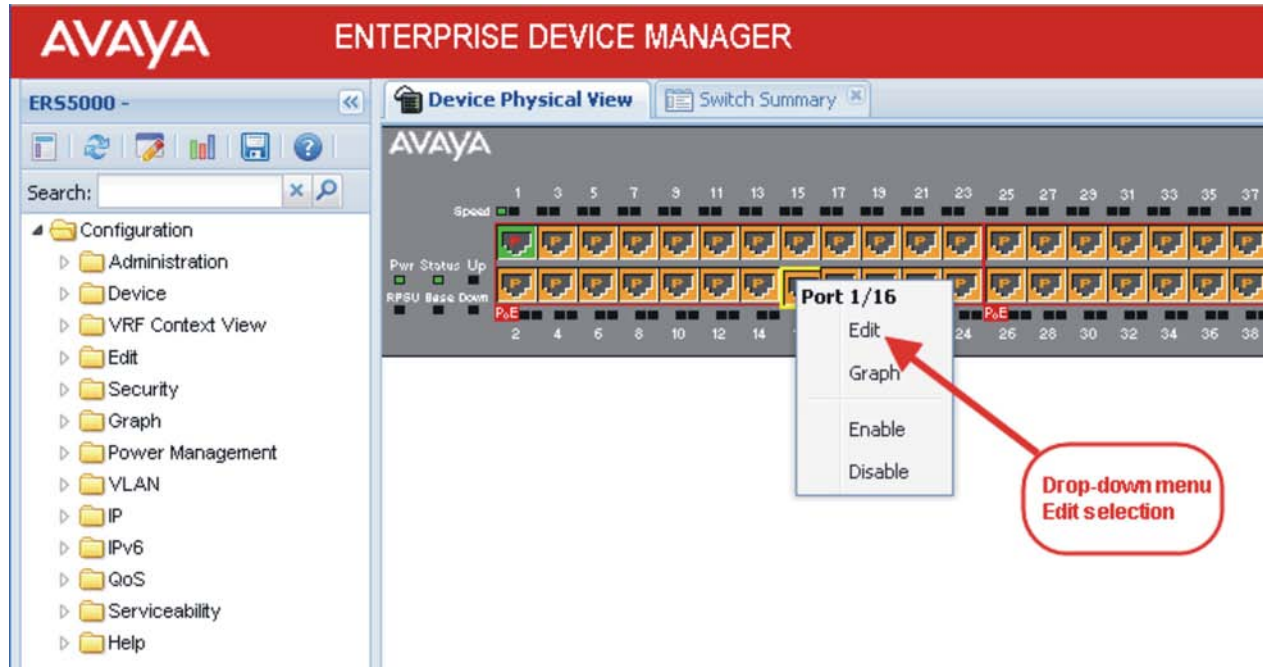 AVAYA
ENTERPRISE DEVICE MANAGER
ERS5000 -
Device Physical View
Switch Summary
Search:
Configuration
Administration
Device
VRF Context View
Edit
Security
Graph
Power Management
VLAN
IP
IPv6
QoS
Serviceability
Help
AVAYA
1 3 5 7 9 11 13 15 17 19 21 23 25 27 29 31 33 35 37
Speed
P P P P P P P P P P P P P P P P P P P
Pwr Status Up
P P P P P P P P P P P P P P P
RPSU Base Down
PoE PoE
2 4 6 8 10 12 14 24 26 28 30 32 34 36 38
Port 1/16
Edit
Graph
Enable
Disable
Drop-down menu
Edit selection